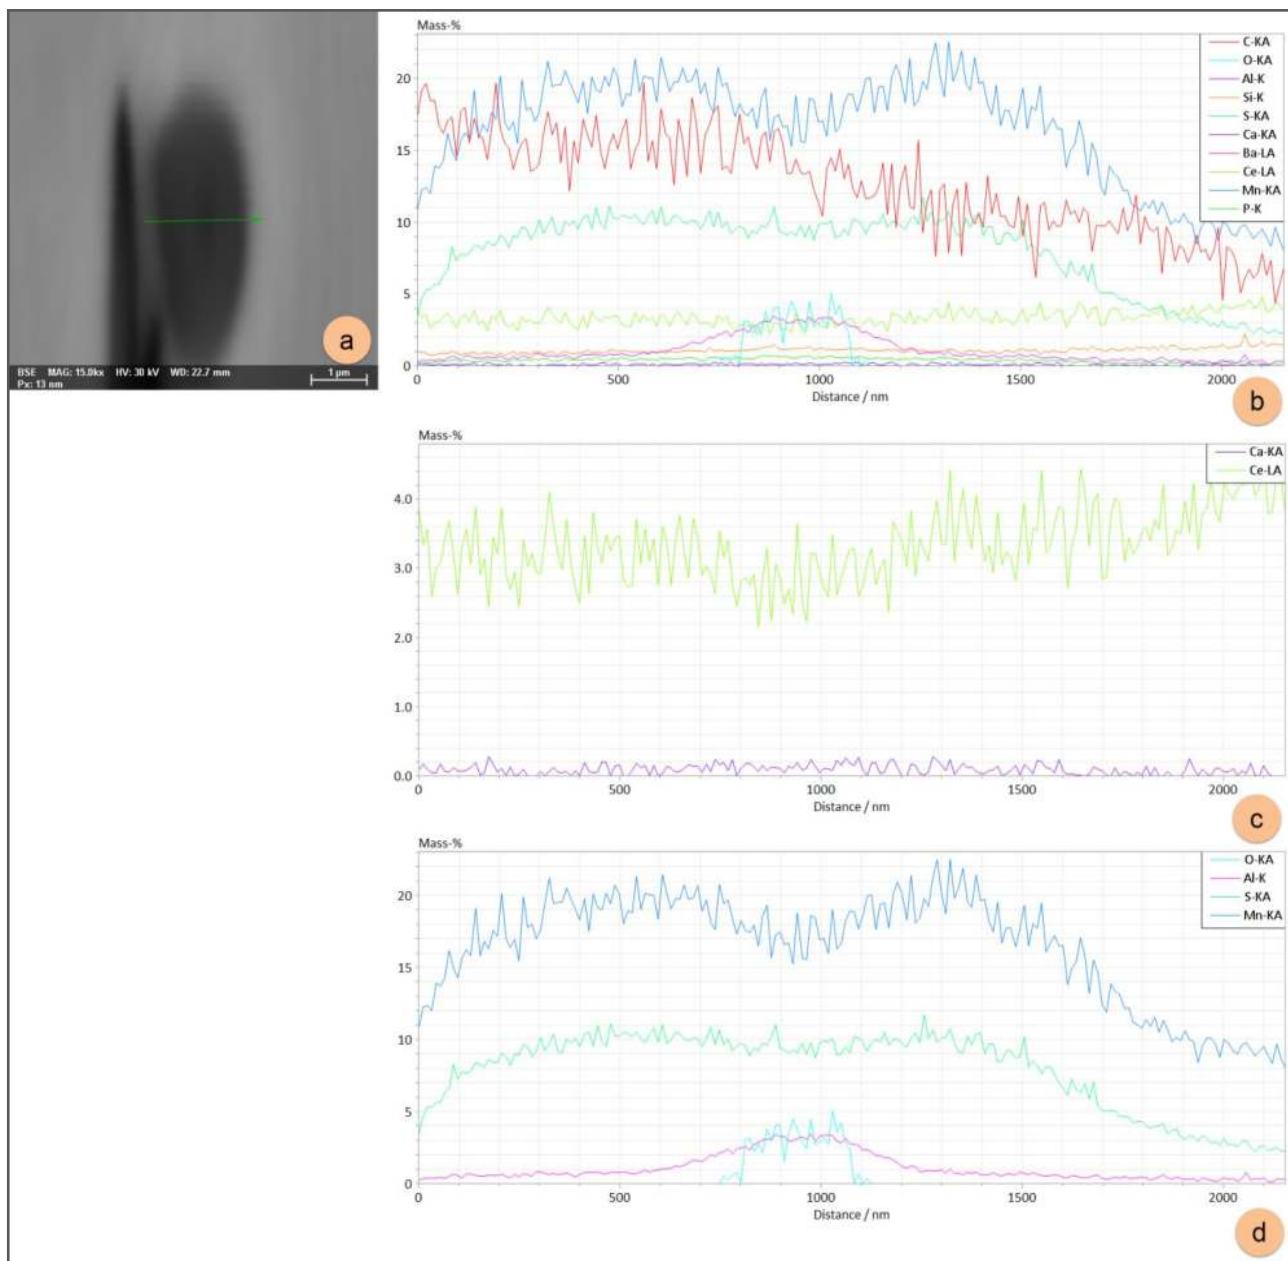 BSE MAG: 15.0kx HV: 30 kV WD: 22.7 mm
Px: 13 nm
1 µm
a
Mass-%
20
15
10
5
0
0 500 1000 1500 2000
Distance / nm
C-KA
O-KA
Al-K
Si-K
S-KA
Ca-KA
Ba-LA
Ce-LA
Mn-KA
P-K
b
Mass-%
4.0
3.0
2.0
1.0
0.0
0 500 1000 1500 2000
Distance / nm
Ca-KA
Ce-LA
c
Mass-%
20
15
10
5
0
0 500 1000 1500 2000
Distance / nm
O-KA
Al-K
S-KA
Mn-KA
d